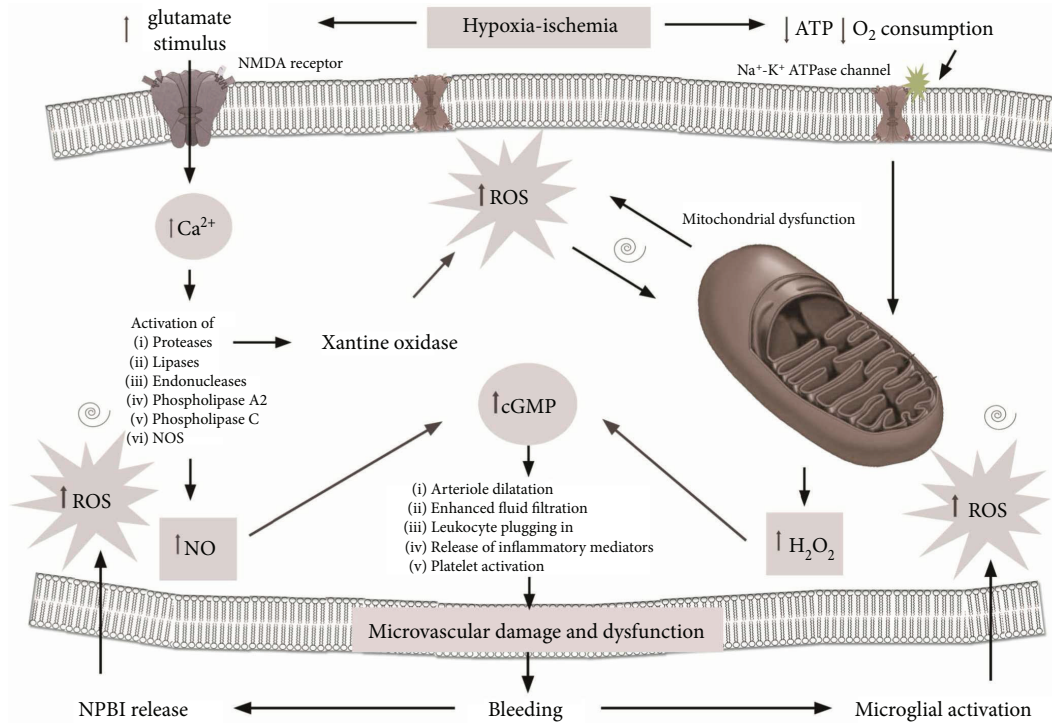 ↑ glutamate
stimulus
Hypoxia-ischemia
↓ ATP ↓ O₂ consumption
NMDA receptor
Na⁺-K⁺ ATPase channel
↑ROS
Mitochondrial dysfunction
↑Ca²⁺
Activation of
(i) Proteases
(ii) Lipases
(iii) Endonucleases
(iv) Phospholipase A2
(v) Phospholipase C
(vi) NOS
Xantine oxidase
↑cGMP
(i) Arteriole dilatation
(ii) Enhanced fluid filtration
(iii) Leukocyte plugging in
(iv) Release of inflammatory mediators
(v) Platelet activation
↑ROS
↑NO
↑ H₂O₂
↑ ROS
Microvascular damage and dysfunction
NPBI release
Bleeding
Microglial activation